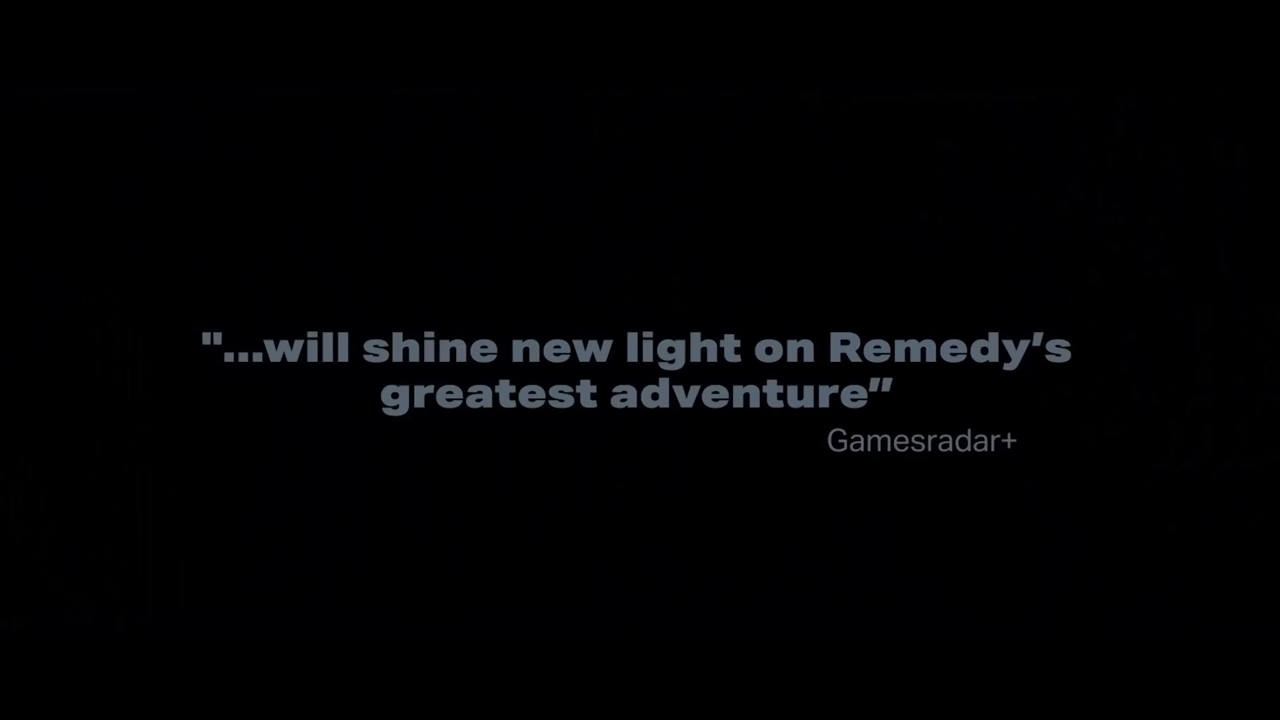 "...will shine new light on Remedy’s
greatest adventure”
Gamesradar+